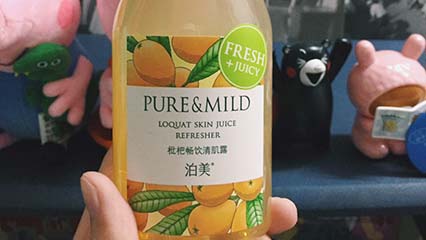 FRESH
+ JUICY
PURE&MILD
LOQUAT SKIN JUICE
REFRESHER
枇杷畅饮清肌露
泊美®